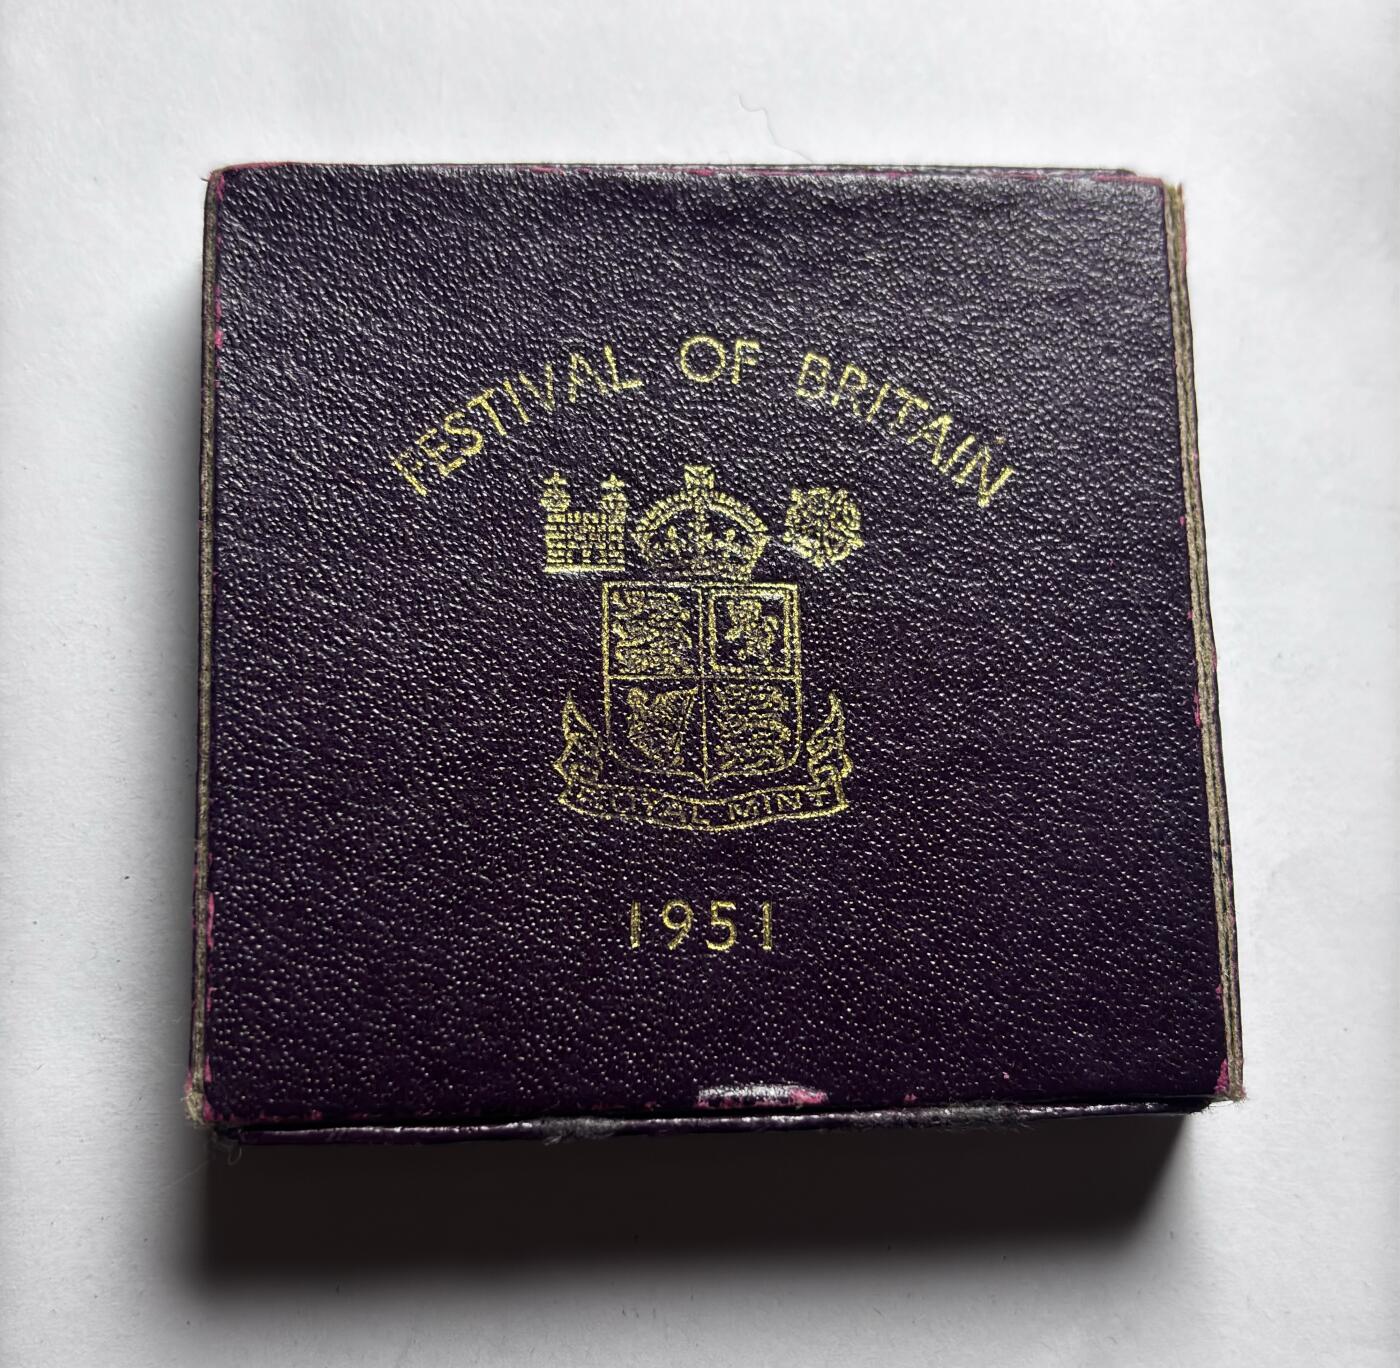 FESTIVAL OF BRITAIN
ROYAL MINT
1951